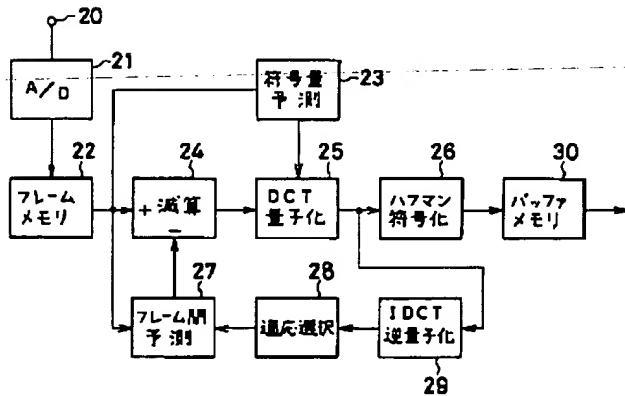 20
21
A/D
符号量
予測
23
22
フレーム
メモリ
24
+ 減算
−
25
DCT
量子化
26
ハフマン
符号化
30
バッファ
メモリ
27
フレーム間
予測
28
適応選択
IDCT
逆量子化
29